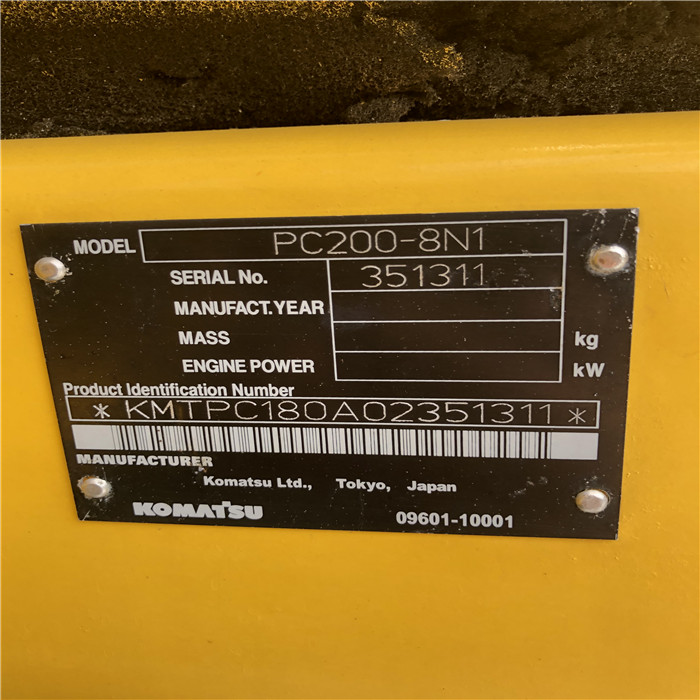 MODEL PC200-8N1
SERIAL No. 351311
MANUFACT.YEAR
MASS kg
ENGINE POWER kW
Product Identification Number
* KMTPC180A02351311 *
MANUFACTURER
Komatsu Ltd., Tokyo, Japan
KOMATSU 09601-10001